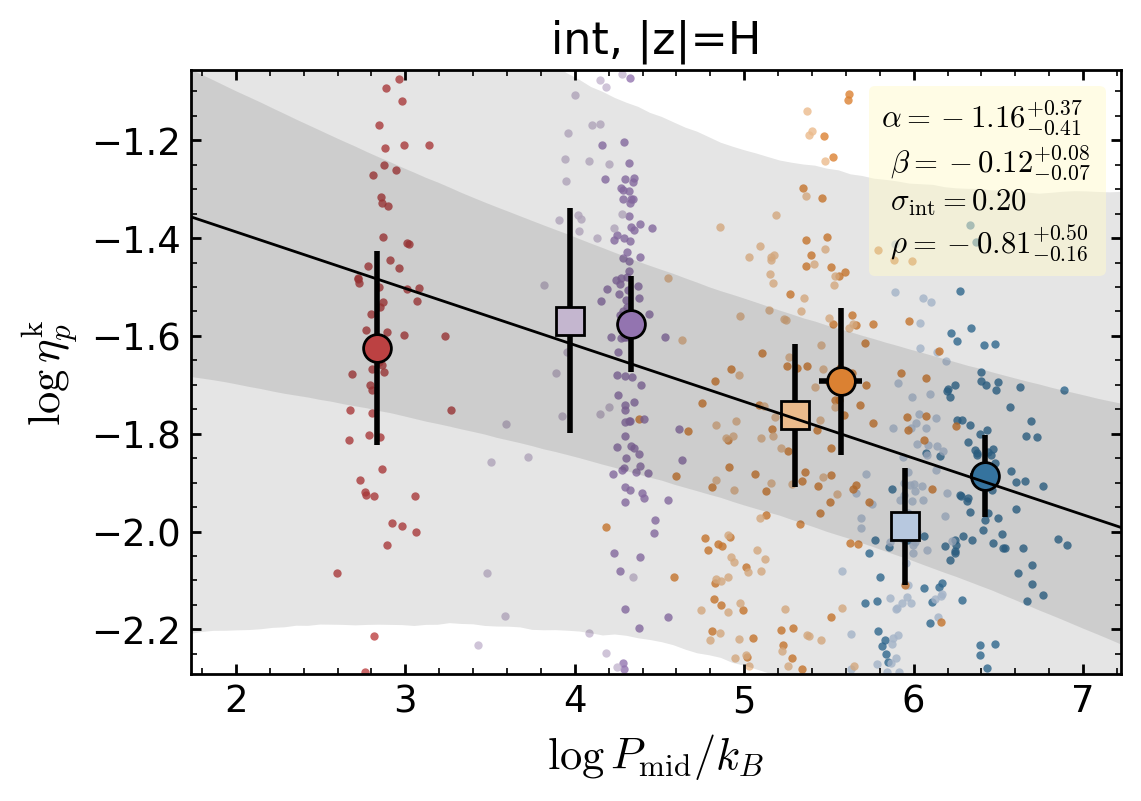 int, |z|=H
α = −1.16 +0.37 −0.41
β = −0.12 +0.08 −0.07
σ_int = 0.20
ρ = −0.81 +0.50 −0.16
log η_p^k
−1.2
−1.4
−1.6
−1.8
−2.0
−2.2
2 3 4 5 6 7
log P_mid/k_B